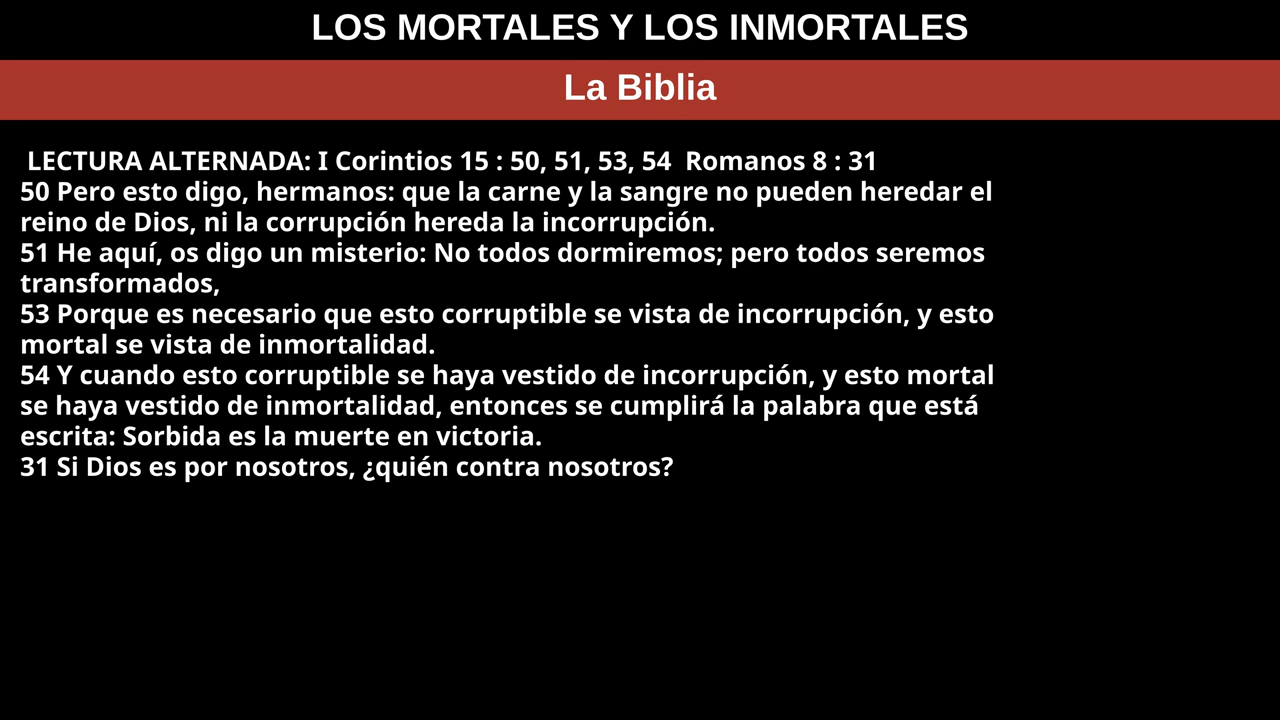 LOS MORTALES Y LOS INMORTALES
La Biblia
LECTURA ALTERNADA: I Corintios 15 : 50, 51, 53, 54  Romanos 8 : 31
50 Pero esto digo, hermanos: que la carne y la sangre no pueden heredar el
reino de Dios, ni la corrupción hereda la incorrupción.
51 He aquí, os digo un misterio: No todos dormiremos; pero todos seremos
transformados,
53 Porque es necesario que esto corruptible se vista de incorrupción, y esto
mortal se vista de inmortalidad.
54 Y cuando esto corruptible se haya vestido de incorrupción, y esto mortal
se haya vestido de inmortalidad, entonces se cumplirá la palabra que está
escrita: Sorbida es la muerte en victoria.
31 Si Dios es por nosotros, ¿quién contra nosotros?